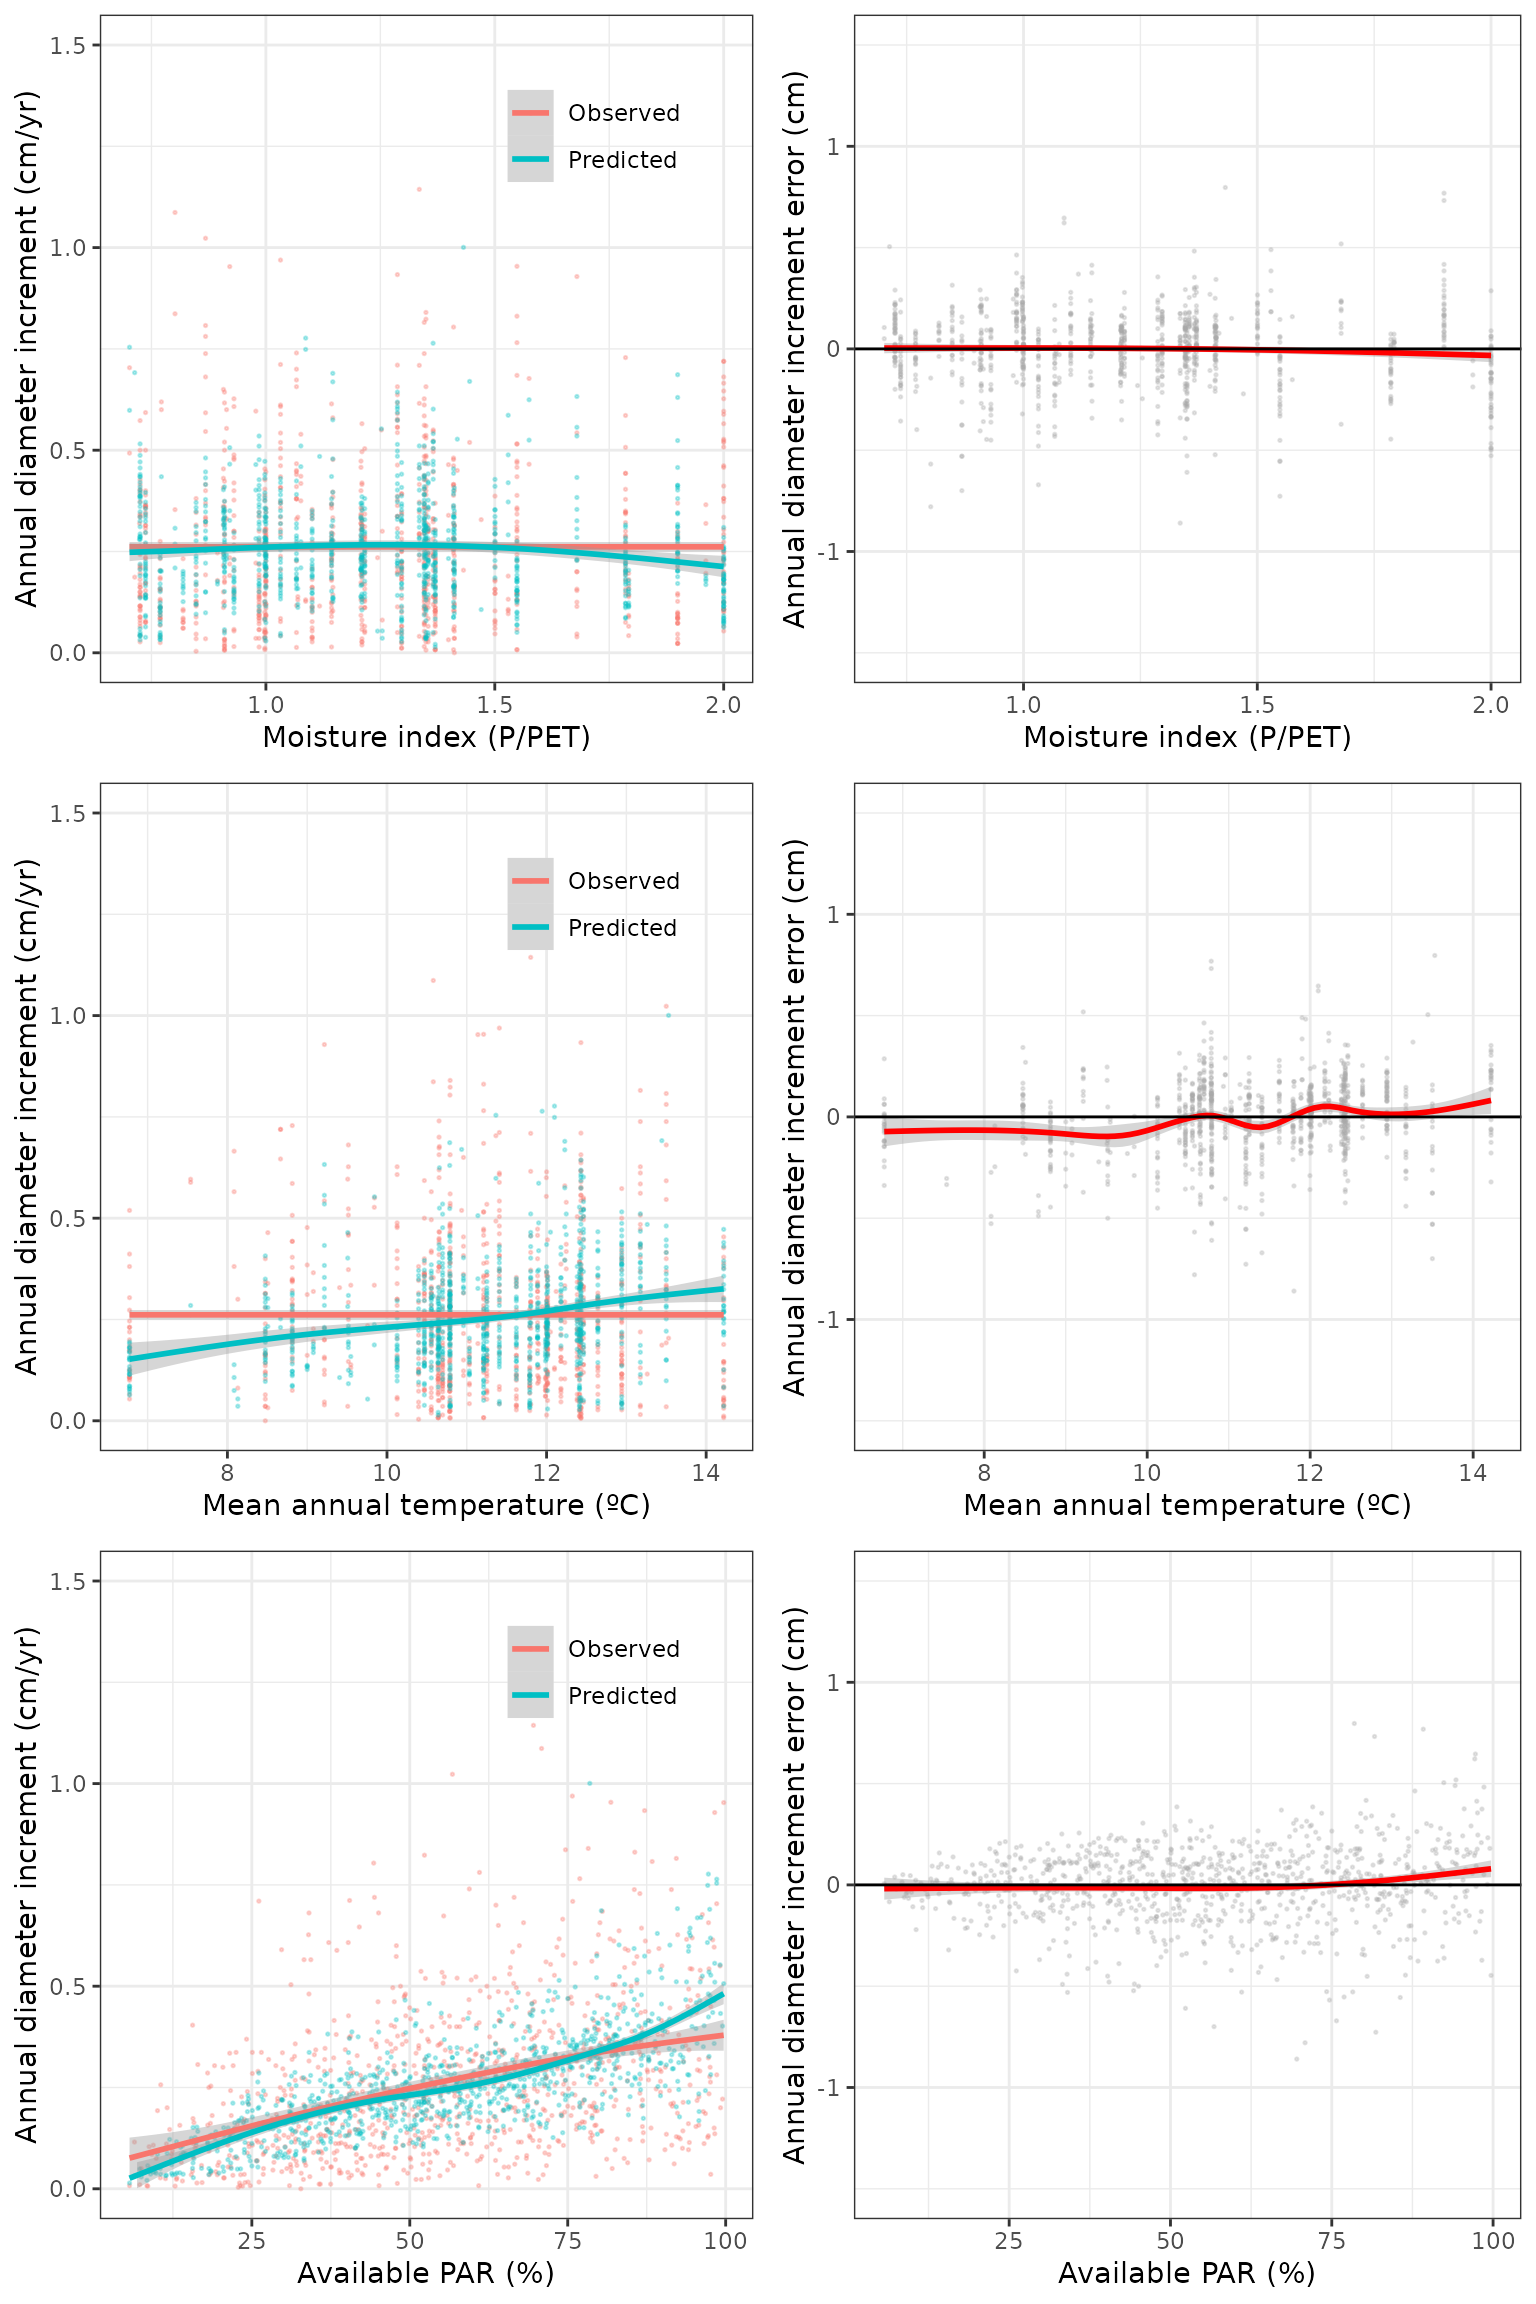 Annual diameter increment (cm/yr)
1.5
1.0
0.5
0.0
Observed
Predicted
1.0 1.5 2.0
Moisture index (P/PET)
Annual diameter increment error (cm)
1
0
-1
1.0 1.5 2.0
Moisture index (P/PET)
Annual diameter increment (cm/yr)
1.5
1.0
0.5
0.0
Observed
Predicted
8 10 12 14
Mean annual temperature (ºC)
Annual diameter increment error (cm)
1
0
-1
8 10 12 14
Mean annual temperature (ºC)
Annual diameter increment (cm/yr)
1.5
1.0
0.5
0.0
Observed
Predicted
25 50 75 100
Available PAR (%)
Annual diameter increment error (cm)
1
0
-1
25 50 75 100
Available PAR (%)